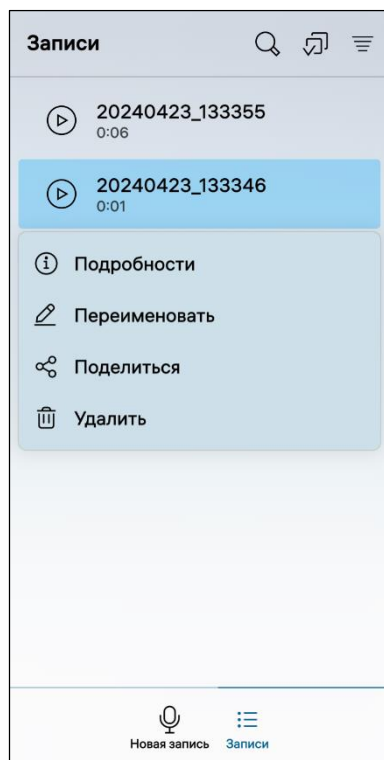 Записи
20240423_133355
0:06
20240423_133346
0:01
Подробности
Переименовать
Поделиться
Удалить
Новая запись
Записи